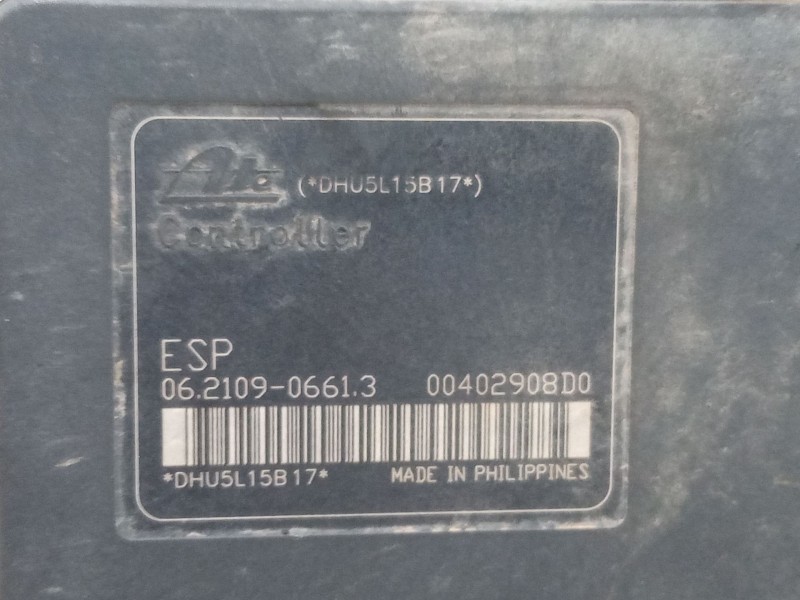 Ate (*DHU5L15B17*)
Controller
ESP
06.2109-0661.3 00402908D0
*DHU5L15B17* MADE IN PHILIPPINES